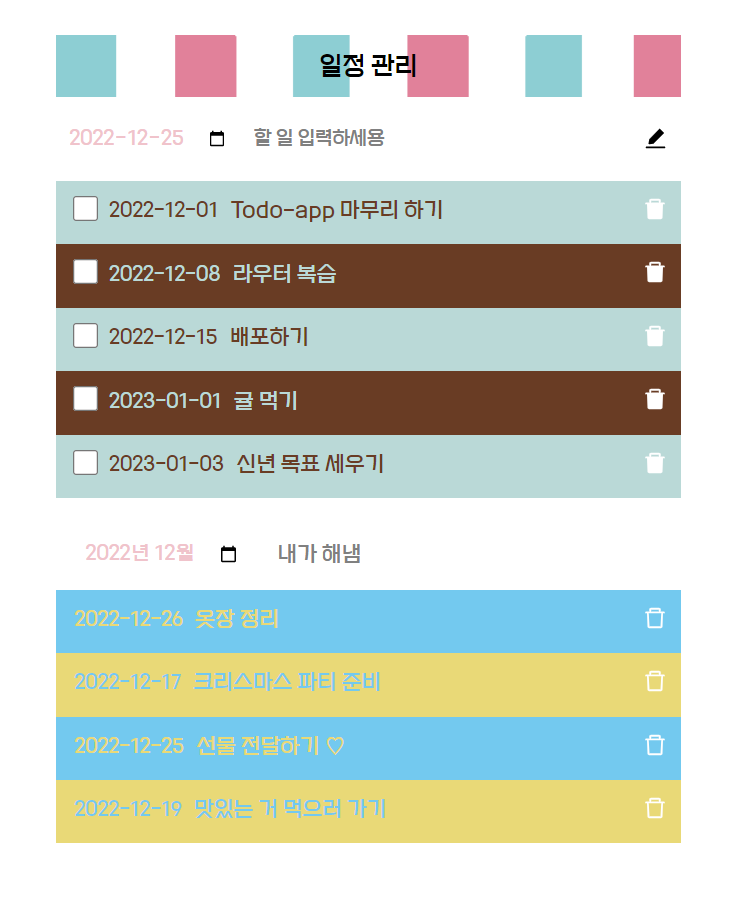 일정 관리
2022-12-25 할 일 입력하세용
2022-12-01 Todo-app 마무리 하기
2022-12-08 라우터 복습
2022-12-15 배포하기
2023-01-01 귤 먹기
2023-01-03 신년 목표 세우기
2022년 12월 내가 해냄
2022-12-26 옷장 정리
2022-12-17 크리스마스 파티 준비
2022-12-25 선물 전달하기 ♡
2022-12-19 맛있는 거 먹으러 가기